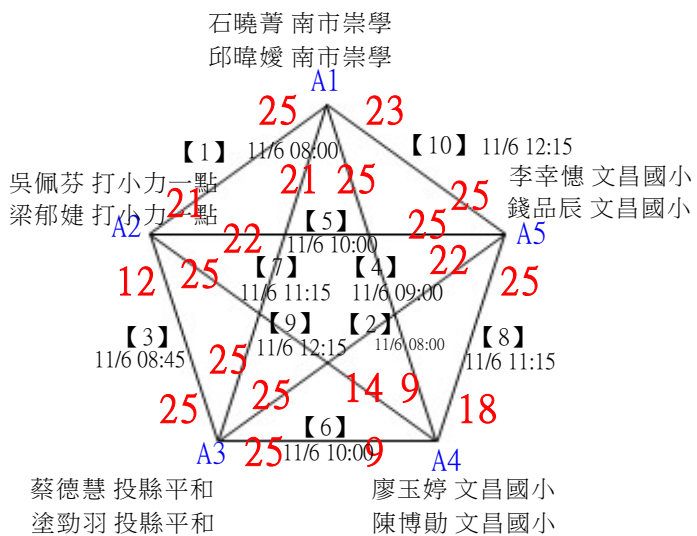 石曉菁 南市崇學
邱暐嬡 南市崇學
A1
25 23
【1】 11/6 08:00 【10】 11/6 12:15
吳佩芬 打小力一點 21 25 李幸憓 文昌國小
梁郁婕 打小力一點 21 25 錢品辰 文昌國小
A2 22 【5】 25 A5
11/6 10:00
12 25 【7】 【4】 22 25
11/6 11:15 11/6 09:00
【3】 【9】 【2】 【8】
11/6 08:45 25 11/6 12:15 11/6 08:00 11/6 11:15
25 25 14 9 18
【6】
A3 25 11/6 10:00 9 A4
蔡德慧 投縣平和 廖玉婷 文昌國小
塗勁羽 投縣平和 陳博勛 文昌國小